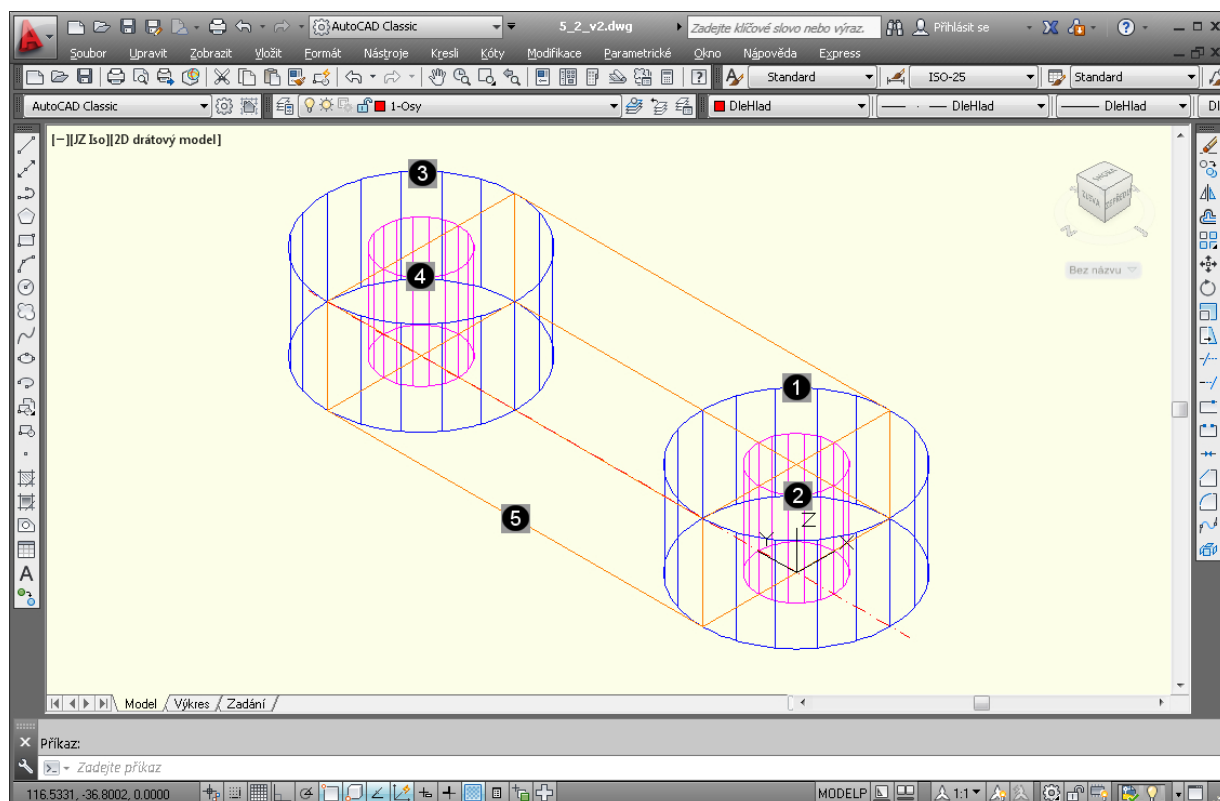 AutoCAD Classic
5_2_v2.dwg
Zadejte klíčové slovo nebo výraz.
Přihlásit se
Soubor Upravit Zobrazit Vložit Formát Nástroje Kresli Kóty Modifikace Parametrické Okno Nápověda Express
Standard ISO-25 Standard
AutoCAD Classic 1-Osy DleHlad DleHlad DleHlad Dl
[−][JZ Iso][2D drátový model]
3
4
Bez názvu
1
2
5
Z
Y X
Model Výkres Zadání
Příkaz:
Zadejte příkaz
116.5331, -36.8002, 0.0000 MODELP 1:1